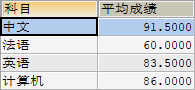 科目 平均成绩
中文 91.5000
法语 60.0000
英语 83.5000
计算机 86.0000